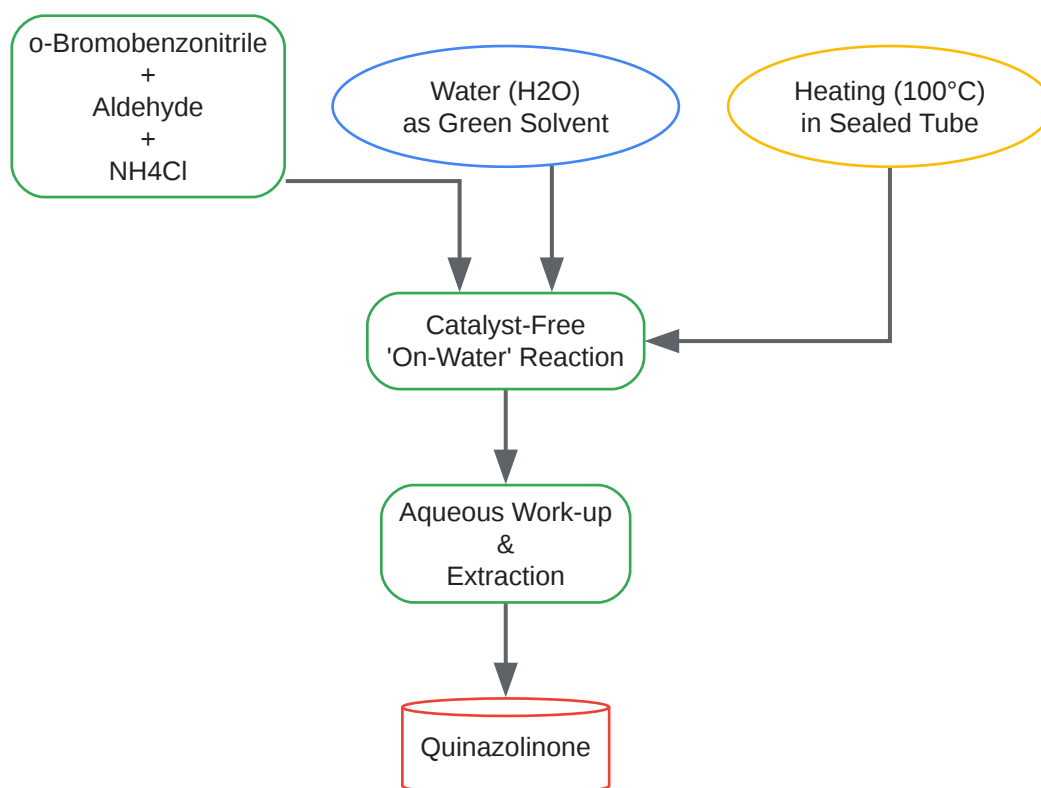 o-Bromobenzonitrile
+
Aldehyde
+
NH4Cl
Water (H2O)
as Green Solvent
Heating (100°C)
in Sealed Tube
Catalyst-Free
'On-Water' Reaction
Aqueous Work-up
&
Extraction
Quinazolinone